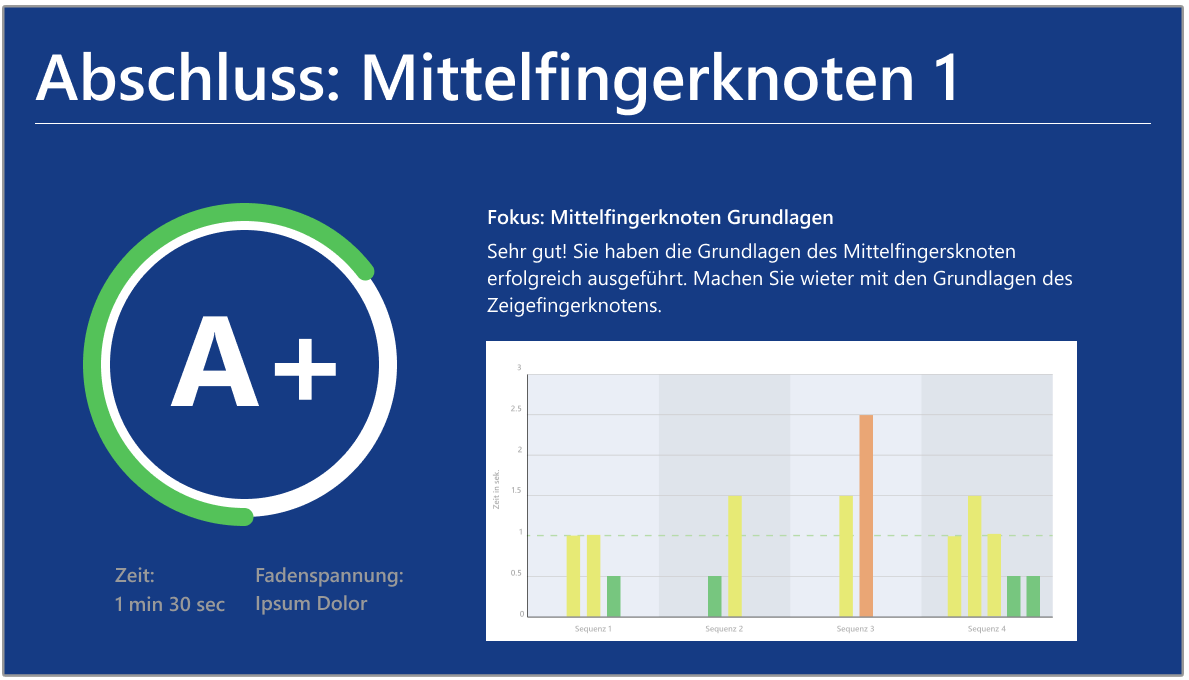 Abschluss: Mittelfingerknoten 1
A+
Zeit:
1 min 30 sec
Fadenspannung:
Ipsum Dolor
Fokus: Mittelfingerknoten Grundlagen
Sehr gut! Sie haben die Grundlagen des Mittelfingersknoten
erfolgreich ausgeführt. Machen Sie wieter mit den Grundlagen des
Zeigefingerknotens.
Zeit in sek.
3
2.5
2
1.5
1
0.5
0
Sequenz 1
Sequenz 2
Sequenz 3
Sequenz 4